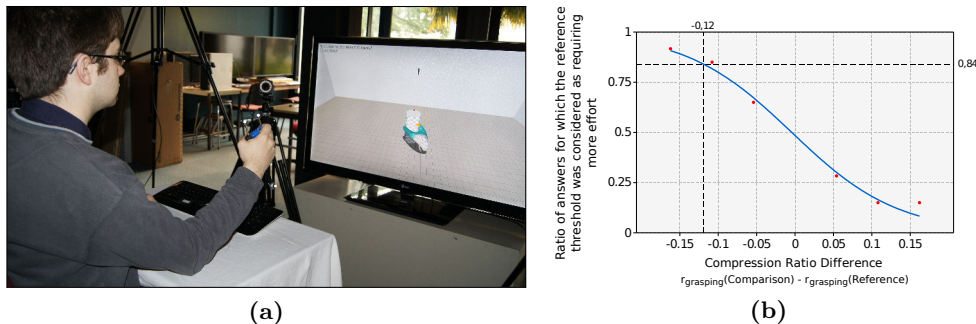 -0,12
1
0,84
0.75
0.5
0.25
0
-0.15
-0.1
-0.05
0
0.05
0.1
0.15
Ratio of answers for which the reference
threshold was considered as requiring
more effort
Compression Ratio Difference
rgrasping(Comparison) - rgrasping(Reference)
(a)
(b)